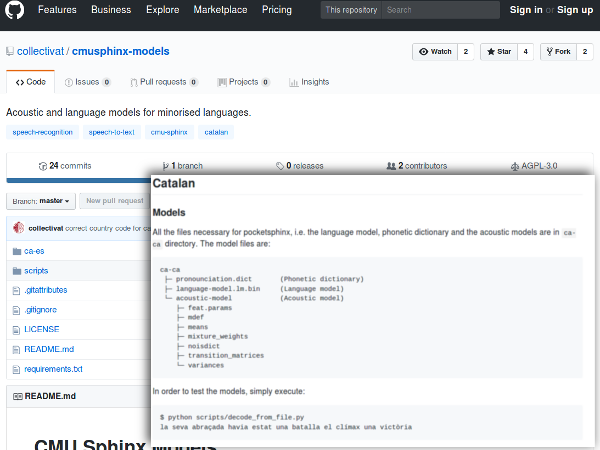 Features Business Explore Marketplace Pricing This repository Search Sign in or Sign up
collectivat / cmusphinx-models Watch 2 Star 4 Fork 2
Code Issues 0 Pull requests 0 Projects 0 Insights
Acoustic and language models for minorised languages.
speech-recognition speech-to-text cmu-sphinx catalan
24 commits 1 branch 0 releases 2 contributors AGPL-3.0
Branch: master New pull request
collectivat correct country code for ca
ca-es
scripts
.gitattributes
.gitignore
LICENSE
README.md
requirements.txt
README.md
CMU Sphinx Models
Catalan
Models
All the files necessary for pocketsphinx, i.e. the language model, phonetic dictionary and the acoustic models are in ca-
ca directory. The model files are:
ca-ca
├─ pronounciation.dict (Phonetic dictionary)
├─ language-model.lm.bin (Language model)
└─ acoustic-model (Acoustic model)
├─ feat.params
├─ mdef
├─ means
├─ mixture_weights
├─ noisdict
├─ transition_matrices
└─ variances
In order to test the models, simply execute:
$ python scripts/decode_from_file.py
la seva abraçada havia estat una batalla el clímax una victòria